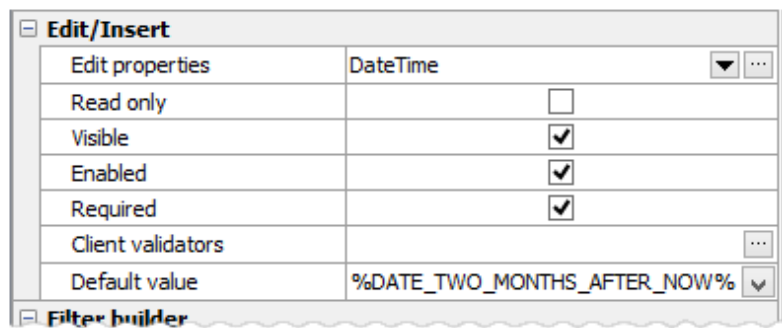 Edit/Insert
Edit properties DateTime
Read only
Visible
Enabled
Required
Client validators
Default value %DATE_TWO_MONTHS_AFTER_NOW%
Filter builder